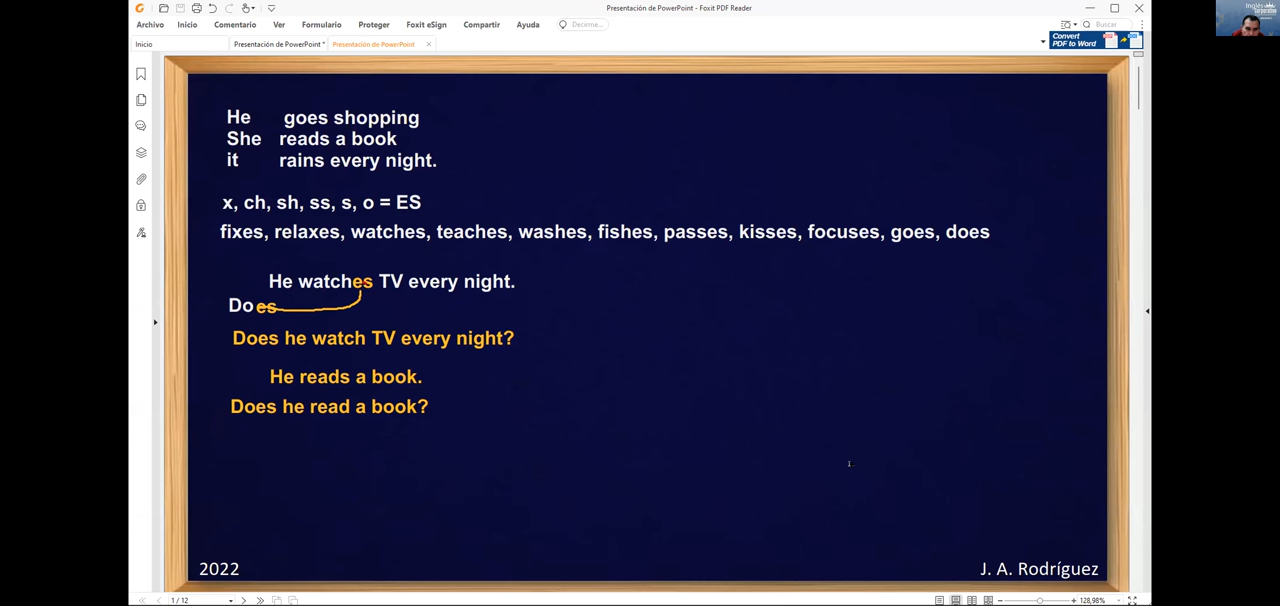 Presentación de PowerPoint - Foxit PDF Reader
Archivo Inicio Comentario Ver Formulario Proteger Foxit eSign Compartir Ayuda Decirme... Buscar
Inicio Presentación de PowerPoint * Presentación de PowerPoint
Convert
PDF to Word
Inglés
He goes shopping
She reads a book
it rains every night.
x, ch, sh, ss, s, o = ES
fixes, relaxes, watches, teaches, washes, fishes, passes, kisses, focuses, goes, does
He watches TV every night.
Does
Does he watch TV every night?
He reads a book.
Does he read a book?
2022 J. A. Rodríguez
1 / 12 128,98%